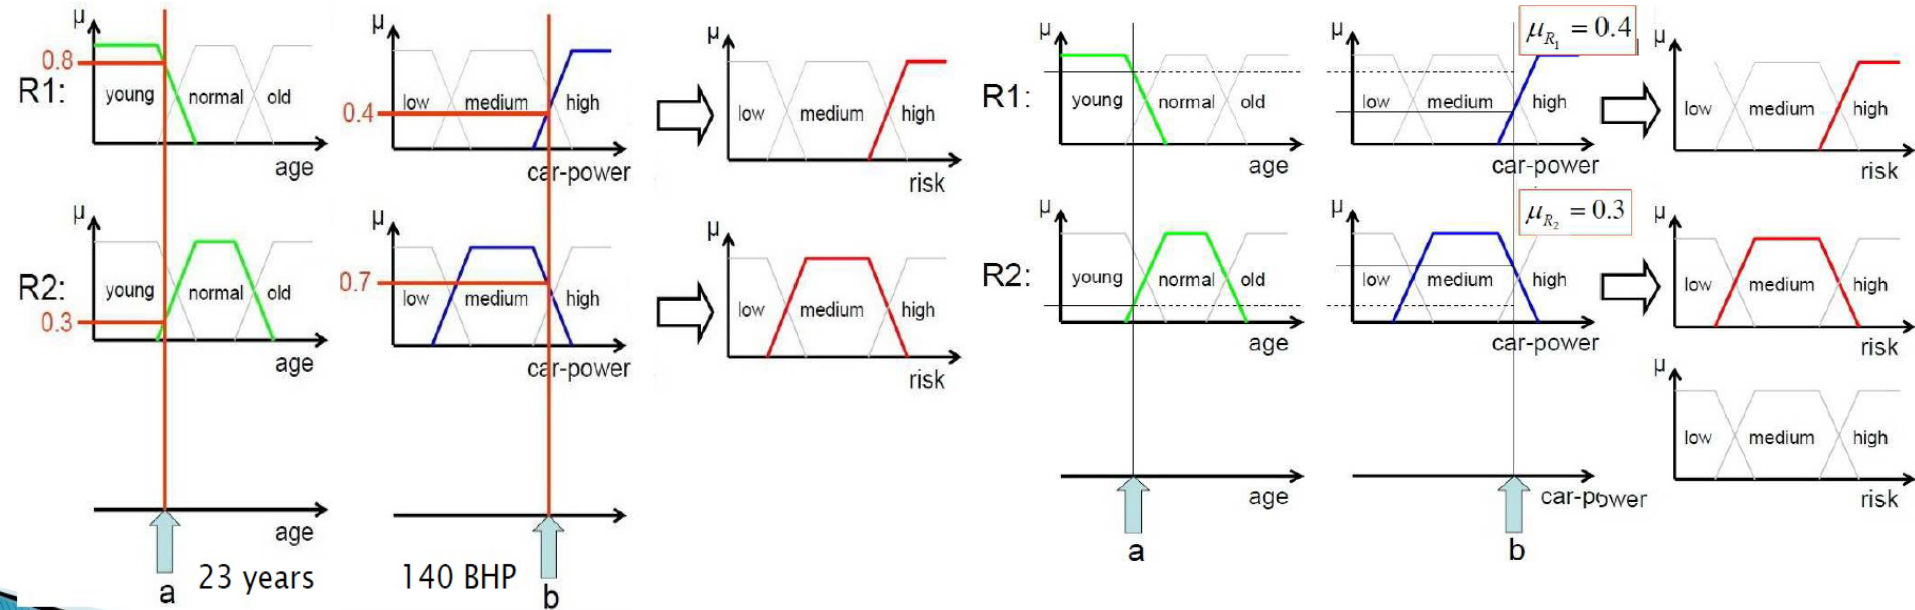 μ
0.8
R1:
young
normal
old
age
μ
0.4
low
medium
high
car-power
μ
low
medium
high
risk
μ
R2:
young
normal
old
0.3
age
μ
0.7
low
medium
high
car-power
μ
low
medium
high
risk
age
a
23 years
140 BHP
b
μ
R1:
young
normal
old
age
μ
μR1 = 0.4
low
medium
high
car-power
μ
low
medium
high
risk
μ
R2:
young
normal
old
age
μ
μR2 = 0.3
low
medium
high
car-power
μ
low
medium
high
risk
μ
low
medium
high
risk
age
a
car-power
b